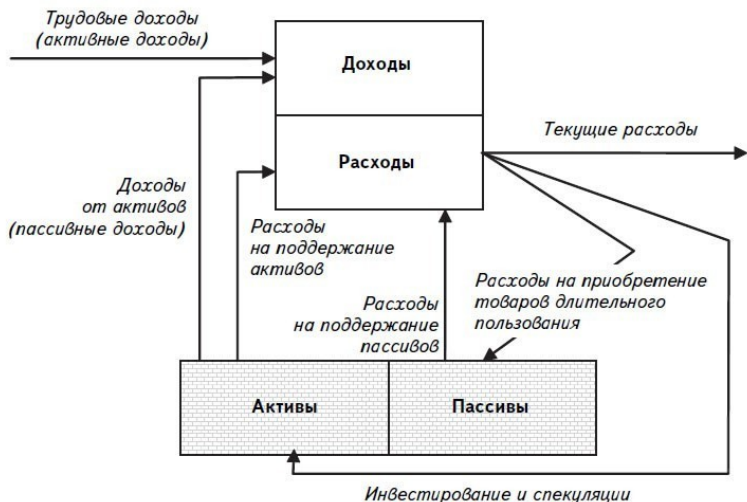 Трудовые доходы
(активные доходы)
Доходы
Текущие расходы
Расходы
Доходы
от активов
(пассивные доходы)
Расходы
на поддержание
активов
Расходы на приобретение
товаров длительного
пользования
Расходы
на поддержание
пассивов
Активы
Пассивы
Инвестирование и спекуляции